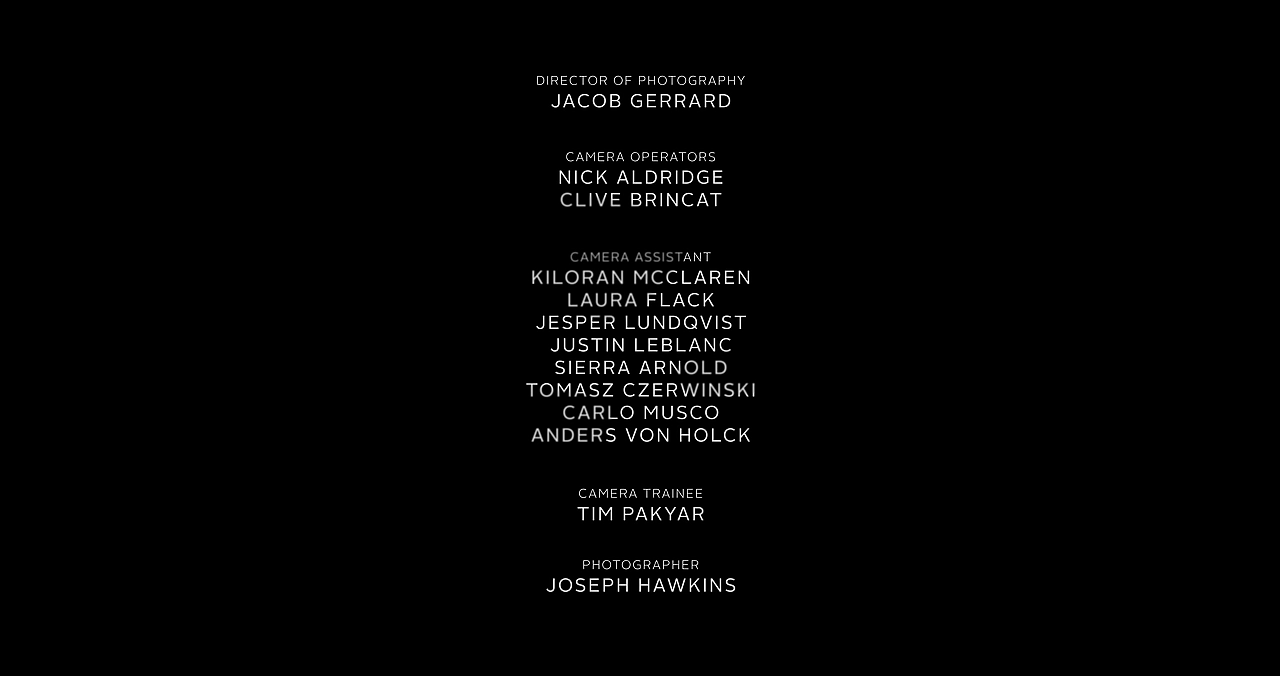 DIRECTOR OF PHOTOGRAPHY
JACOB GERRARD
CAMERA OPERATORS
NICK ALDRIDGE
CLIVE BRINCAT
CAMERA ASSISTANT
KILORAN MCCLAREN
LAURA FLACK
JESPER LUNDQVIST
JUSTIN LEBLANC
SIERRA ARNOLD
TOMASZ CZERWINSKI
CARLO MUSCO
ANDERS VON HOLCK
CAMERA TRAINEE
TIM PAKYAR
PHOTOGRAPHER
JOSEPH HAWKINS